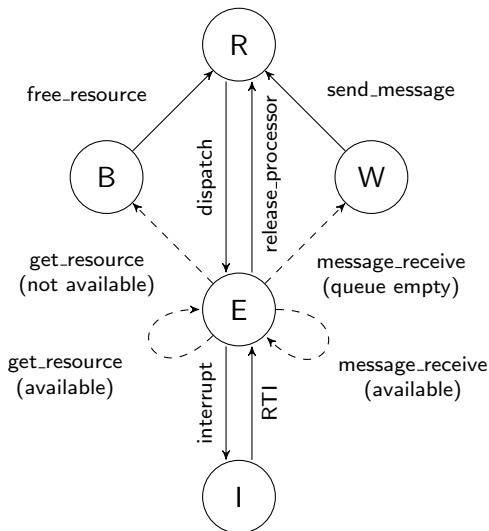 R
free_resource
send_message
dispatch
release_processor
B
W
get_resource
(not available)
message_receive
(queue empty)
E
get_resource
(available)
message_receive
(available)
interrupt
RTI
I